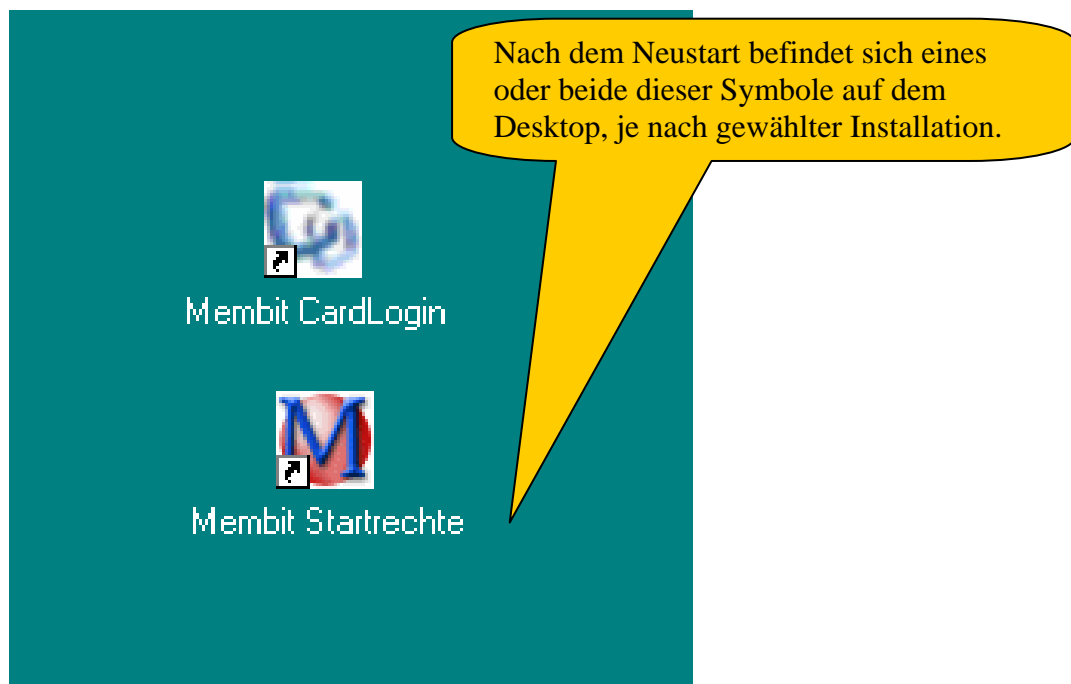 Nach dem Neustart befindet sich eines
oder beide dieser Symbole auf dem
Desktop, je nach gewählter Installation.
Membit CardLogin
M
Membit Startrechte